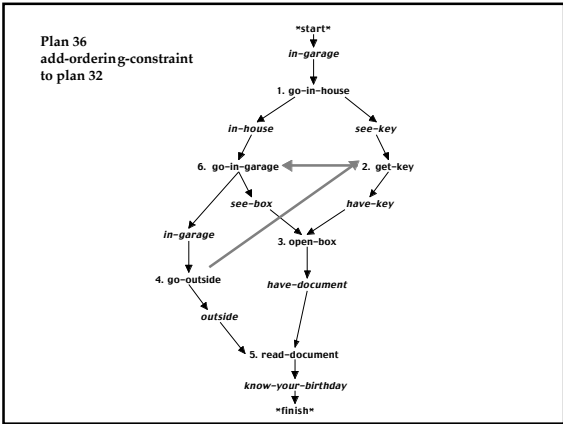 Plan 36
add-ordering-constraint
to plan 32
*start*
in-garage
1. go-in-house
in-house
see-key
6. go-in-garage
2. get-key
see-box
have-key
in-garage
3. open-box
4. go-outside
have-document
outside
5. read-document
know-your-birthday
*finish*